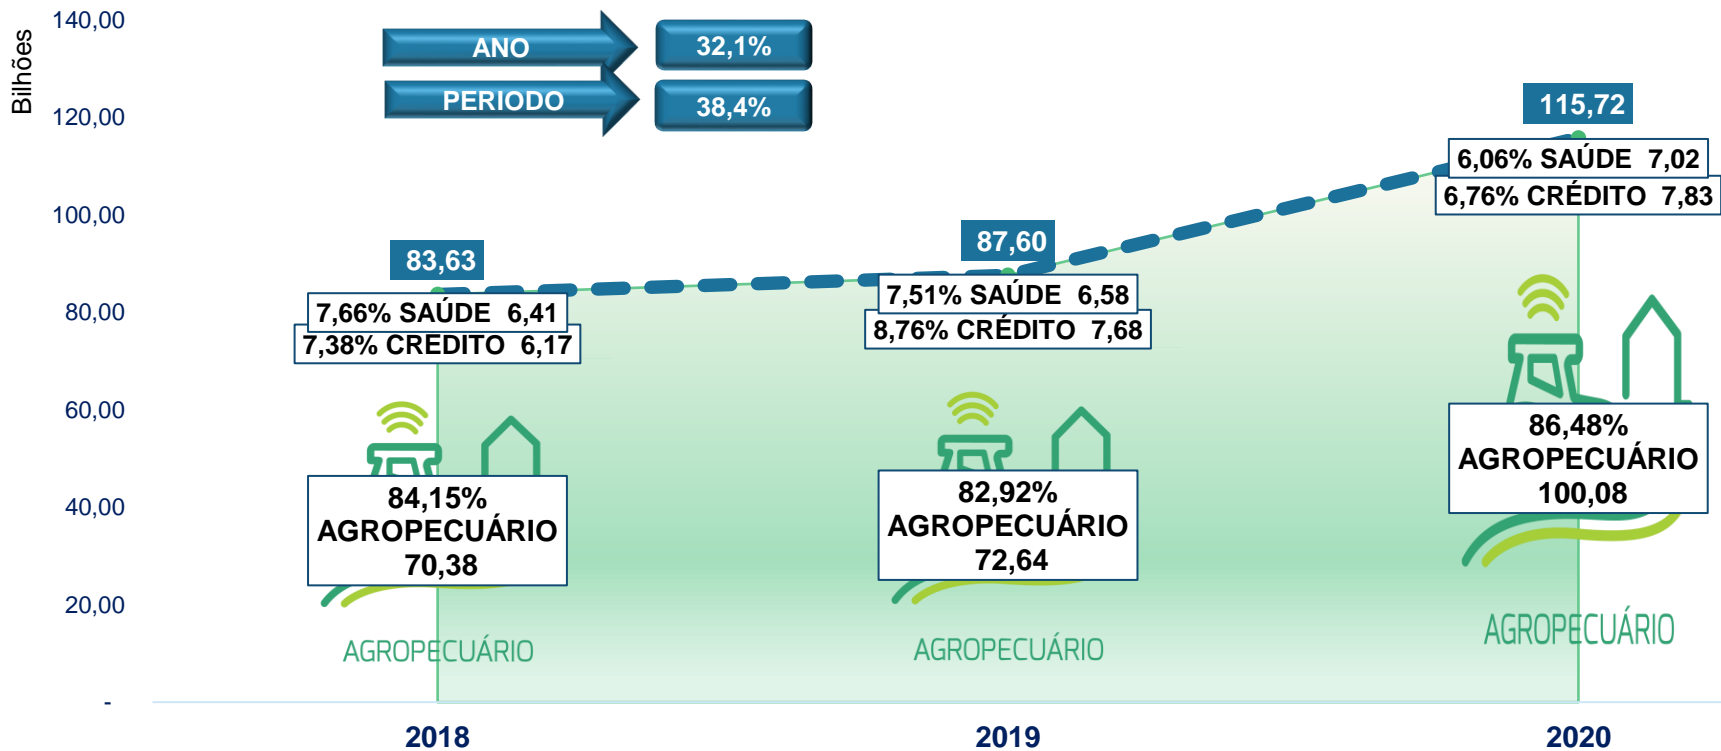 140,00
Bilhões
120,00
100,00
80,00
60,00
40,00
20,00
-
ANO
32,1%
PERIODO
38,4%
83,63
7,66% SAÚDE 6,41
7,38% CREDITO 6,17
84,15%
AGROPECUÁRIO
70,38
AGROPECUÁRIO
87,60
7,51% SAÚDE 6,58
8,76% CRÉDITO 7,68
82,92%
AGROPECUÁRIO
72,64
AGROPECUÁRIO
115,72
6,06% SAÚDE 7,02
6,76% CRÉDITO 7,83
86,48%
AGROPECUÁRIO
100,08
AGROPECUÁRIO
2018
2019
2020